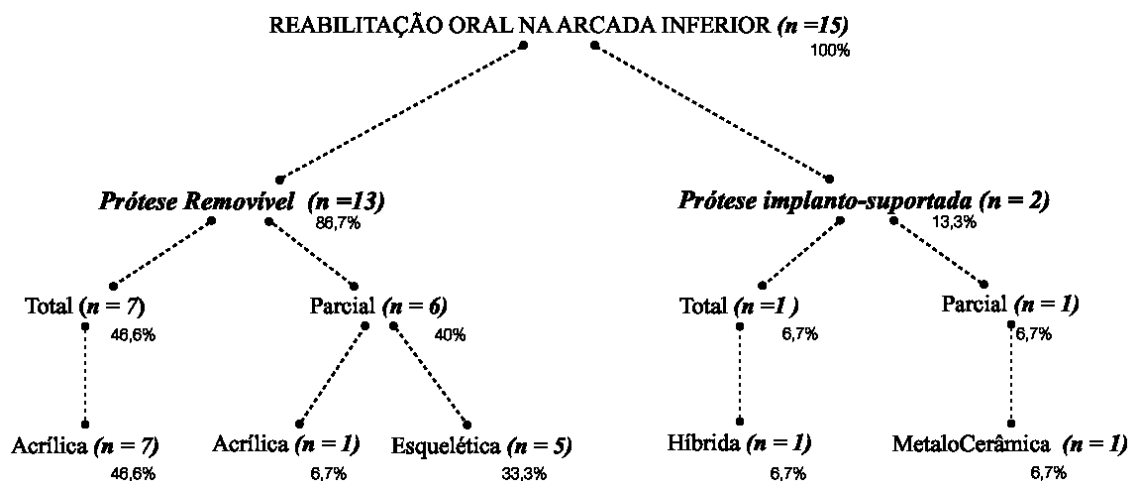 REABILITAÇÃO ORAL NA ARCADA INFERIOR (n =15)
100%
Prótese Removível (n =13)
86,7%
Prótese implanto-suportada (n = 2)
13,3%
Total (n = 7)
46,6%
Parcial (n = 6)
40%
Total (n =1 )
6,7%
Parcial (n = 1)
6,7%
Acrílica (n = 7)
46,6%
Acrílica (n = 1)
6,7%
Esquelética (n = 5)
33,3%
Híbrida (n = 1)
6,7%
MetaloCerâmica (n = 1)
6,7%